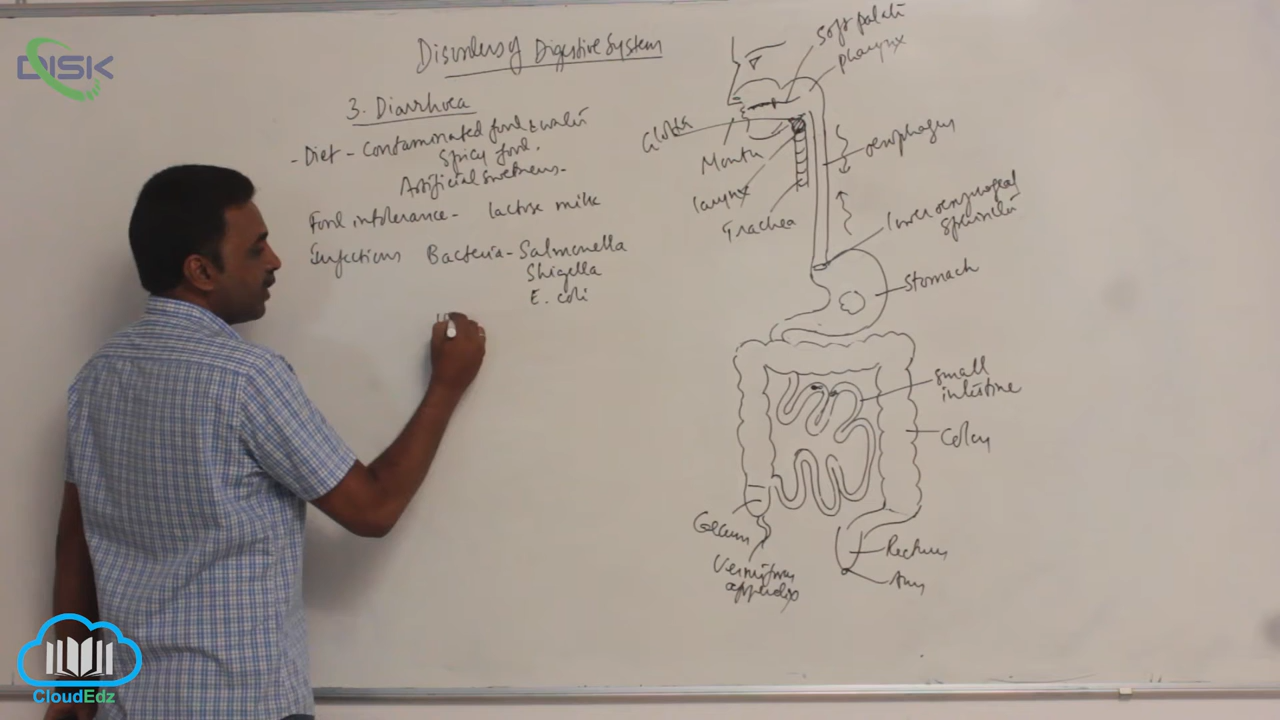 DISK
Disorders of Digestive System
3. Diarrhoea
- Diet - Contaminated food & water
Spicy food.
Artificial sweetners.
Food intolerance - lactose milk
Infections Bacteria - Salmonella
Shigella
E. coli
soft palate
pharynx
Glottis
Mouth
larynx
Trachea
oesophagus
lower oesophageal
sphincter
Stomach
small
intestine
Colon
Cecum
Vermiform
appendix
Rectum
Anus
CloudEdz